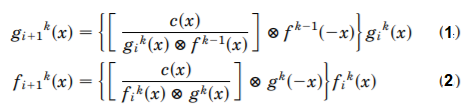 g_{i+1}^k(x) = {[c(x) / (g_i^k(x) ⊗ f^{k-1}(x))] ⊗ f^{k-1}(-x)} g_i^k(x) (1.)
f_{i+1}^k(x) = {[c(x) / (f_i^k(x) ⊗ g^k(x))] ⊗ g^k(-x)} f_i^k(x) (2)